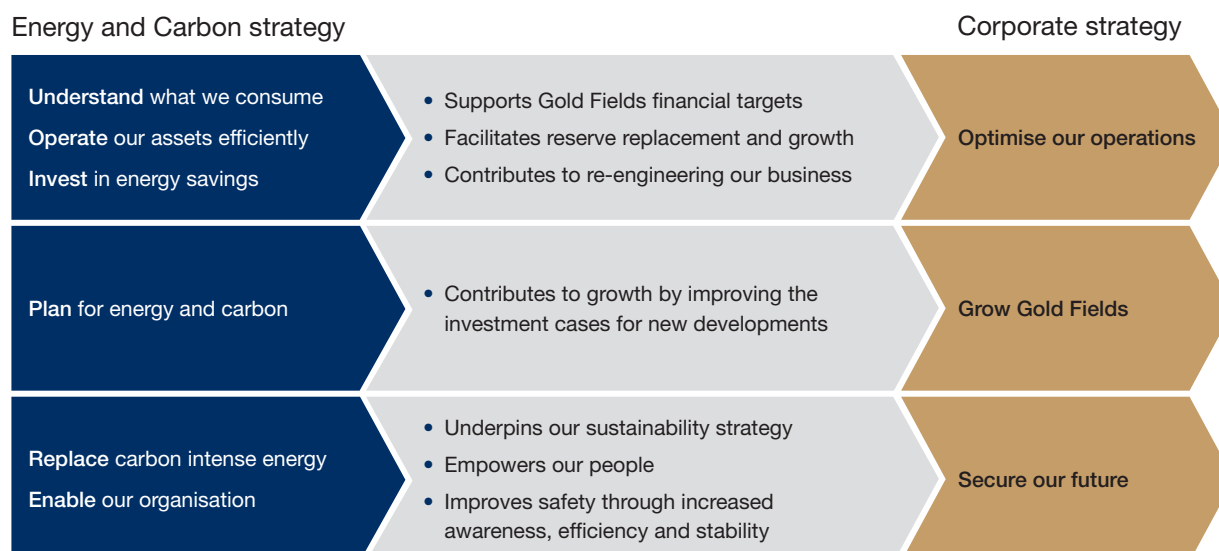 Energy and Carbon strategy
Corporate strategy
Understand what we consume
Operate our assets efficiently
Invest in energy savings
• Supports Gold Fields financial targets
• Facilitates reserve replacement and growth
• Contributes to re-engineering our business
Optimise our operations
Plan for energy and carbon
• Contributes to growth by improving the
investment cases for new developments
Grow Gold Fields
Replace carbon intense energy
Enable our organisation
• Underpins our sustainability strategy
• Empowers our people
• Improves safety through increased
awareness, efficiency and stability
Secure our future